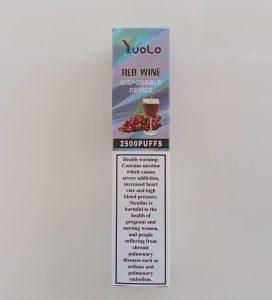 YuoLo
RED WINE
DISPOSABLE
DEVICE
2500PUFFS
Health warning:
Contains nicotine
which causes
severe addiction,
increased heart
rate and high
blood pressure.
Nicotine is
harmful to the
health of
pregnant and
nursing women,
and people
suffering from
chronic
pulmonary
diseases such as
asthma and
pulmonary
embolism.